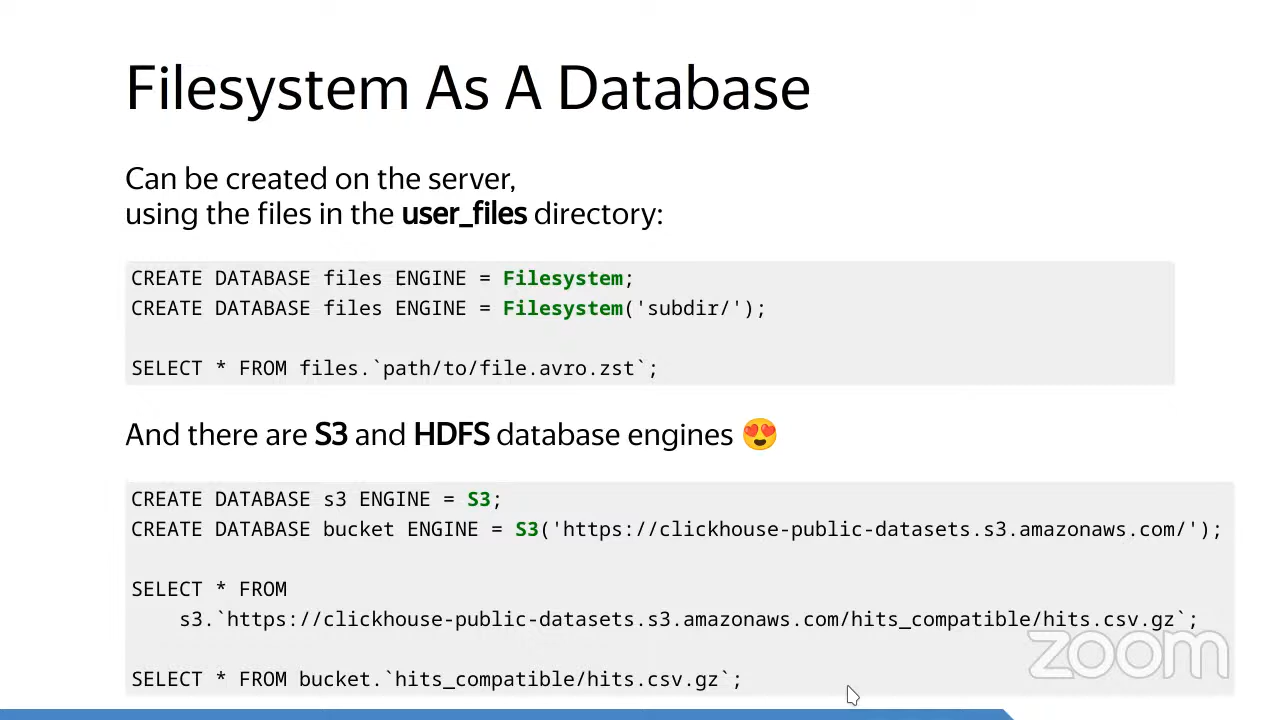 Filesystem As A Database
Can be created on the server,
using the files in the user_files directory:
CREATE DATABASE files ENGINE = Filesystem;
CREATE DATABASE files ENGINE = Filesystem('subdir/');
SELECT * FROM files.`path/to/file.avro.zst`;
And there are S3 and HDFS database engines 😍
CREATE DATABASE s3 ENGINE = S3;
CREATE DATABASE bucket ENGINE = S3('https://clickhouse-public-datasets.s3.amazonaws.com/');
SELECT * FROM
    s3.`https://clickhouse-public-datasets.s3.amazonaws.com/hits_compatible/hits.csv.gz`;
SELECT * FROM bucket.`hits_compatible/hits.csv.gz`;
zoom